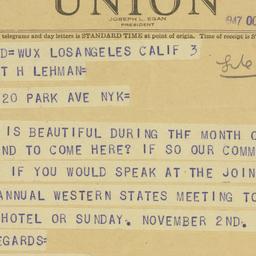 UNION
JOSEPH L. EGAN
PRESIDENT
telegrams and day letters is STANDARD TIME at point of origin. Time of receipt is
D=WUX LOSANGELES CALIF 3
T H LEHMAN=
20 PARK AVE NYK=
IS BEAUTIFUL DURING THE MONTH O
ND TO COME HERE? IF SO OUR COMM
IF YOU WOULD SPEAK AT THE JOIN
ANNUAL WESTERN STATES MEETING TO
HOTEL OR SUNDAY. NOVEMBER 2ND.
EGARDS=